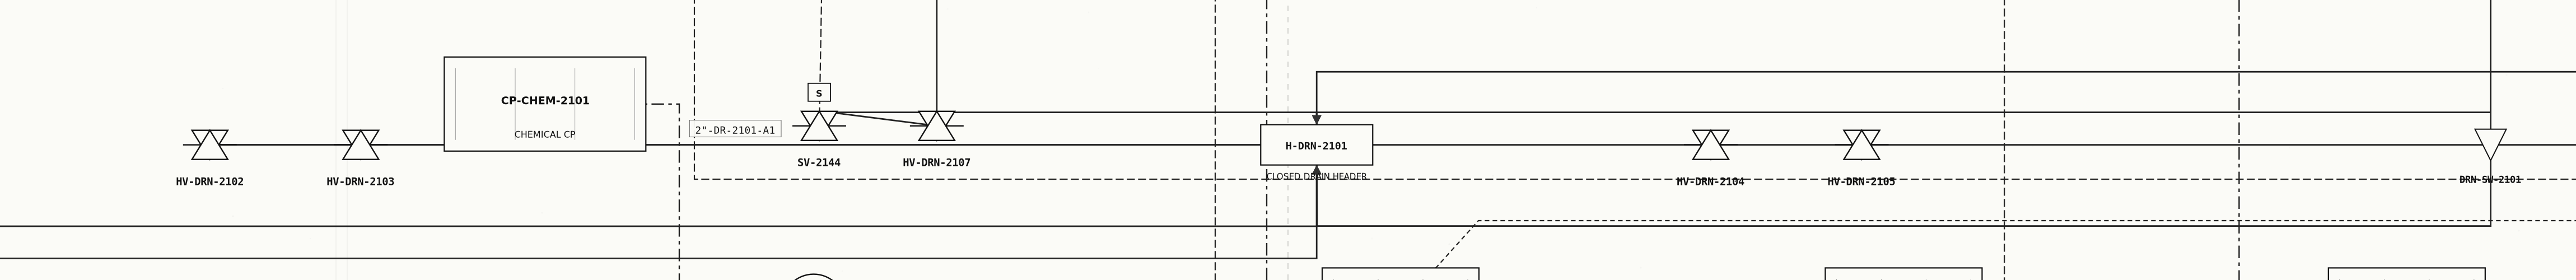 S
CP-CHEM-2101
CHEMICAL CP
2"-DR-2101-A1
H-DRN-2101
SV-2144
HV-DRN-2107
CLOSED DRAIN HEADER
HV-DRN-2102
HV-DRN-2103
HV-DRN-2104
HV-DRN-2105
DRN-SW-2101